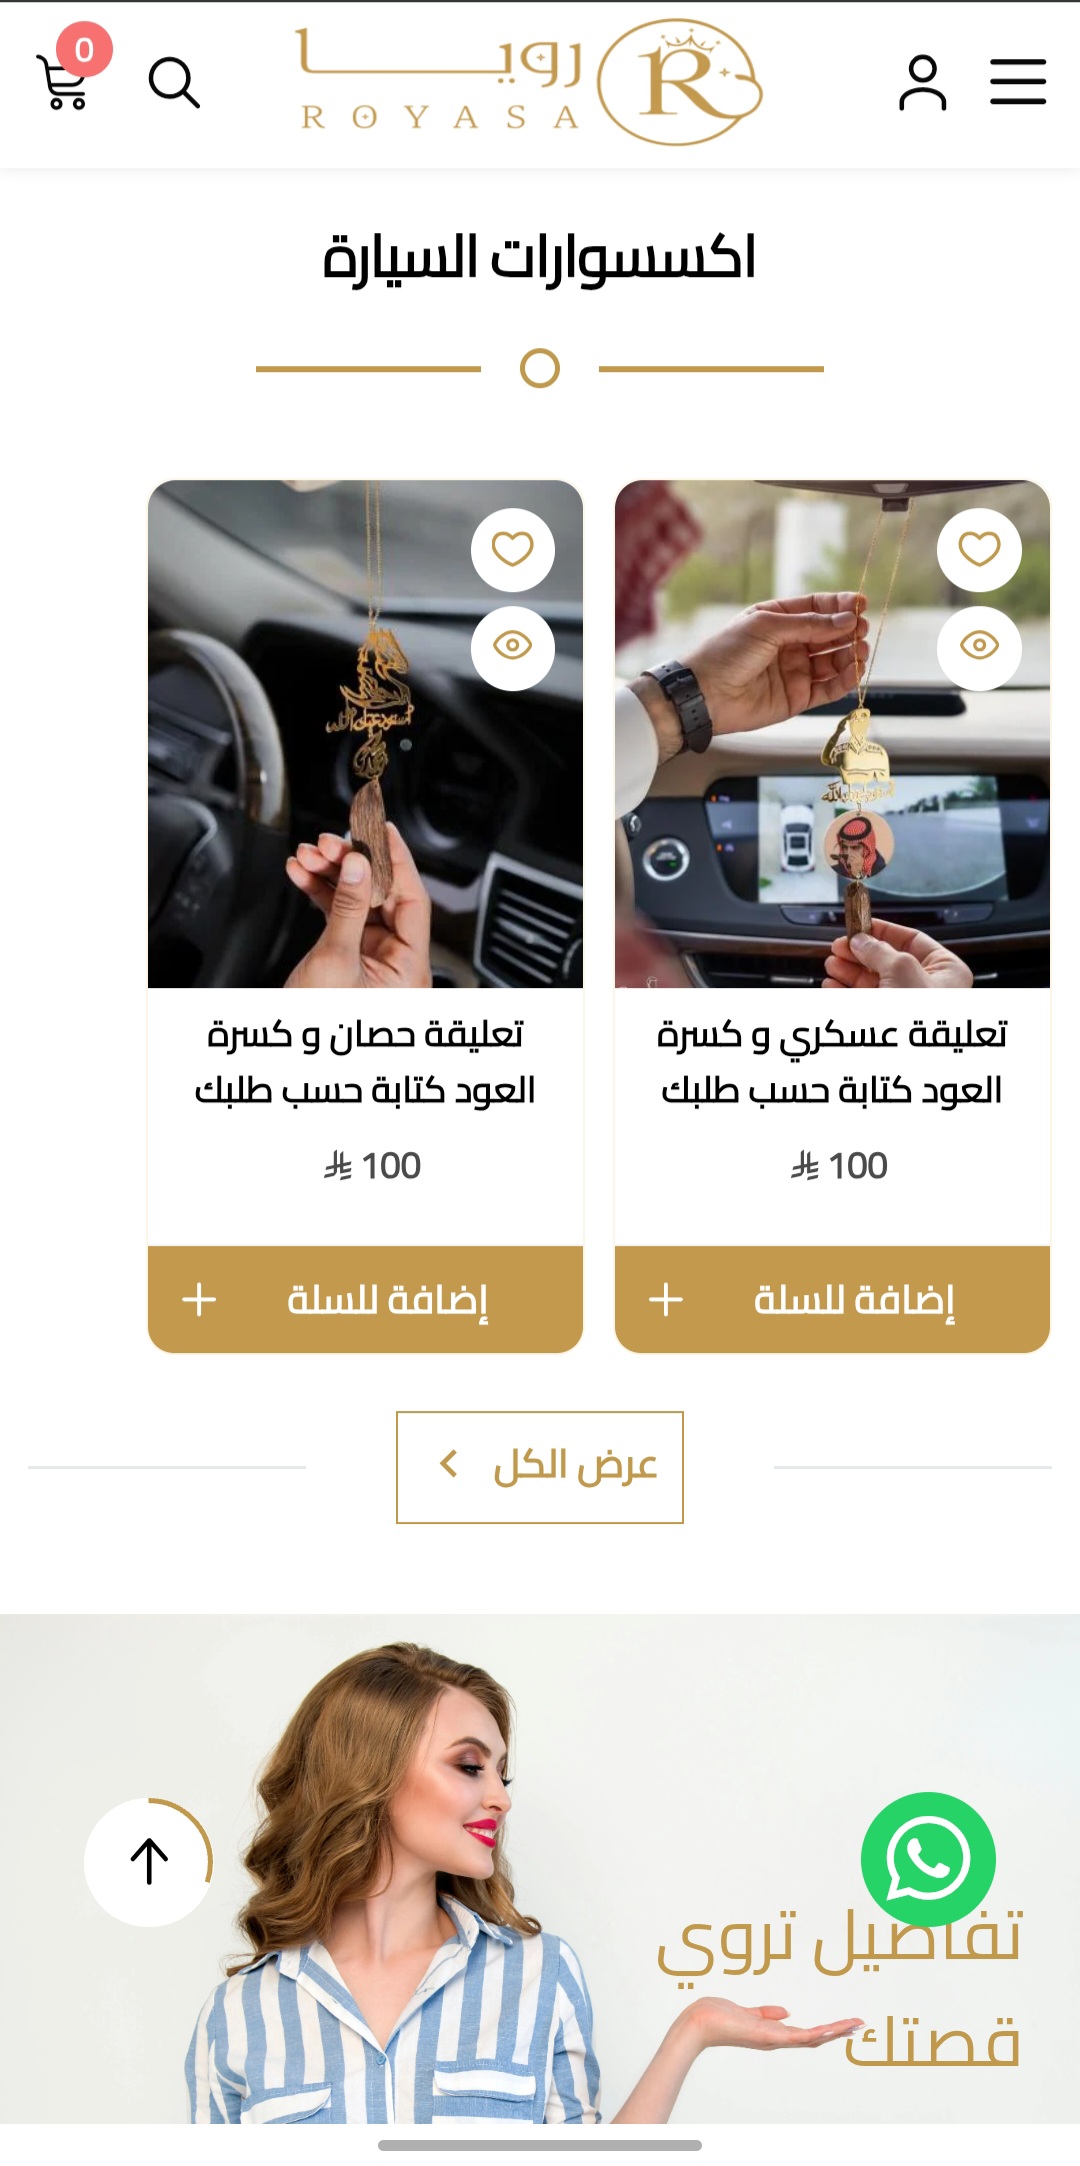 0
رويسا
ROYASA
R
اكسسوارات السيارة
تعليقة عسكري و كسرة
العود كتابة حسب طلبك
100
إضافة للسلة
تعليقة حصان و كسرة
العود كتابة حسب طلبك
100
إضافة للسلة
عرض الكل
تفاصيل تروي
قصتك